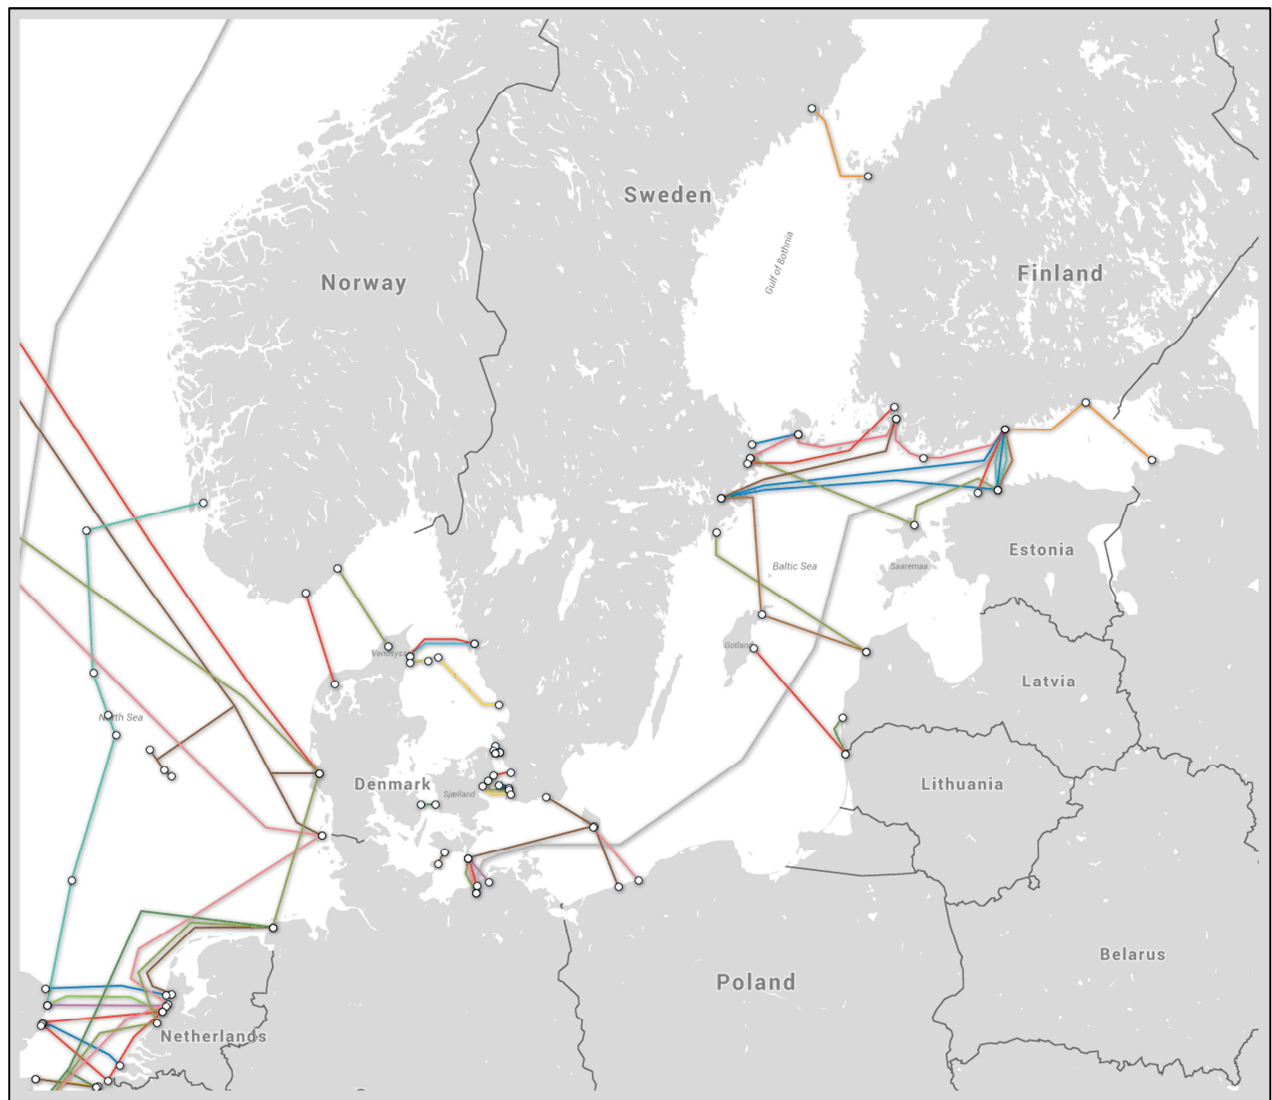 Sweden
Gulf of Bothnia
Norway
Finland
Estonia
Baltic Sea
Saaremaa
Gotland
Latvia
North Sea
Denmark
Sjælland
Lithuania
Belarus
Poland
Netherlands